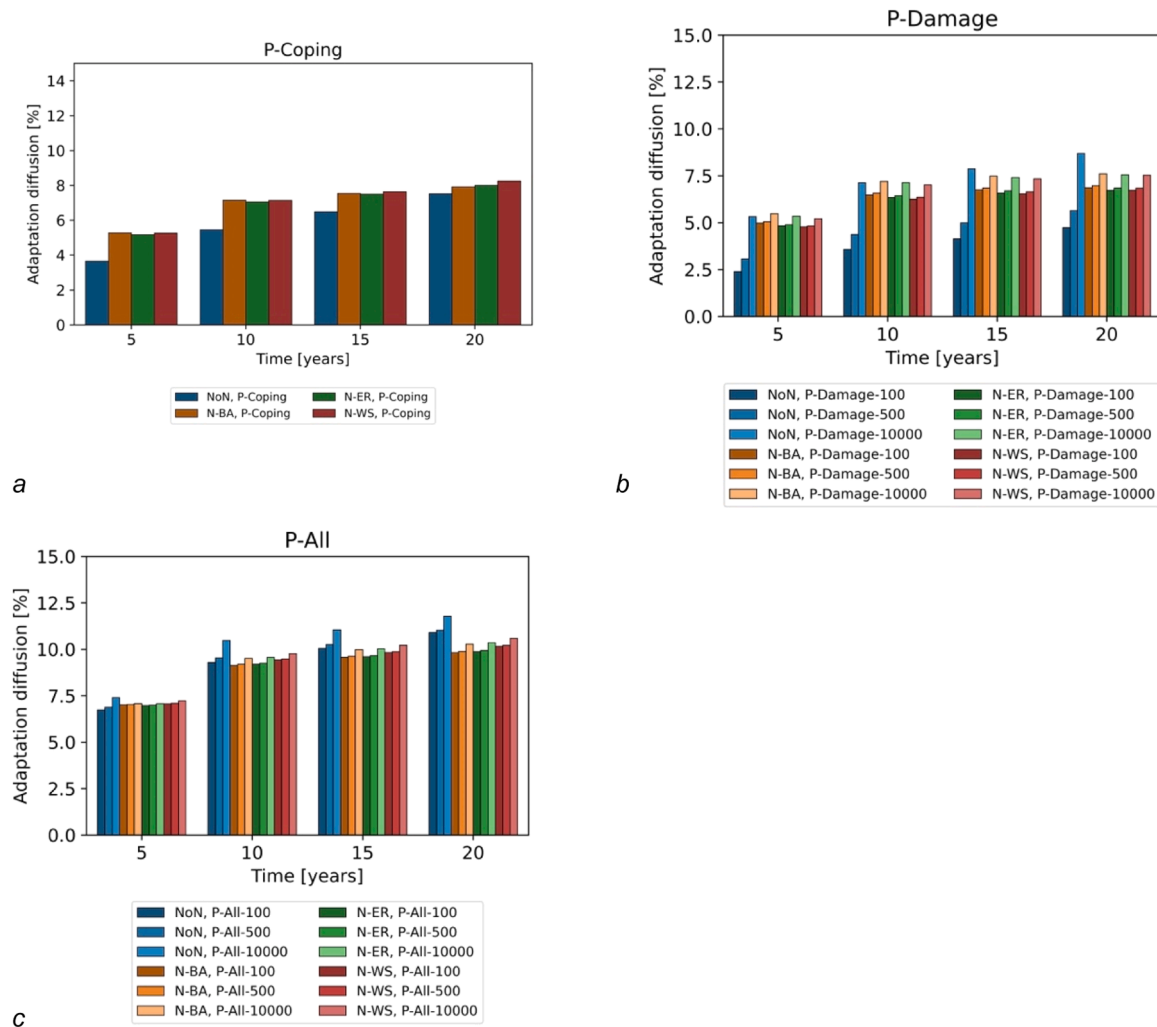 P-Coping
Adaptation diffusion [%]
14
12
10
8
6
4
2
0
5 10 15 20
Time [years]
NoN, P-Coping N-ER, P-Coping
N-BA, P-Coping N-WS, P-Coping
a
P-Damage
Adaptation diffusion [%]
15.0
12.5
10.0
7.5
5.0
2.5
0.0
5 10 15 20
Time [years]
NoN, P-Damage-100 N-ER, P-Damage-100
NoN, P-Damage-500 N-ER, P-Damage-500
NoN, P-Damage-10000 N-ER, P-Damage-10000
N-BA, P-Damage-100 N-WS, P-Damage-100
N-BA, P-Damage-500 N-WS, P-Damage-500
N-BA, P-Damage-10000 N-WS, P-Damage-10000
b
P-All
Adaptation diffusion [%]
15.0
12.5
10.0
7.5
5.0
2.5
0.0
5 10 15 20
Time [years]
NoN, P-All-100 N-ER, P-All-100
NoN, P-All-500 N-ER, P-All-500
NoN, P-All-10000 N-ER, P-All-10000
N-BA, P-All-100 N-WS, P-All-100
N-BA, P-All-500 N-WS, P-All-500
N-BA, P-All-10000 N-WS, P-All-10000
c